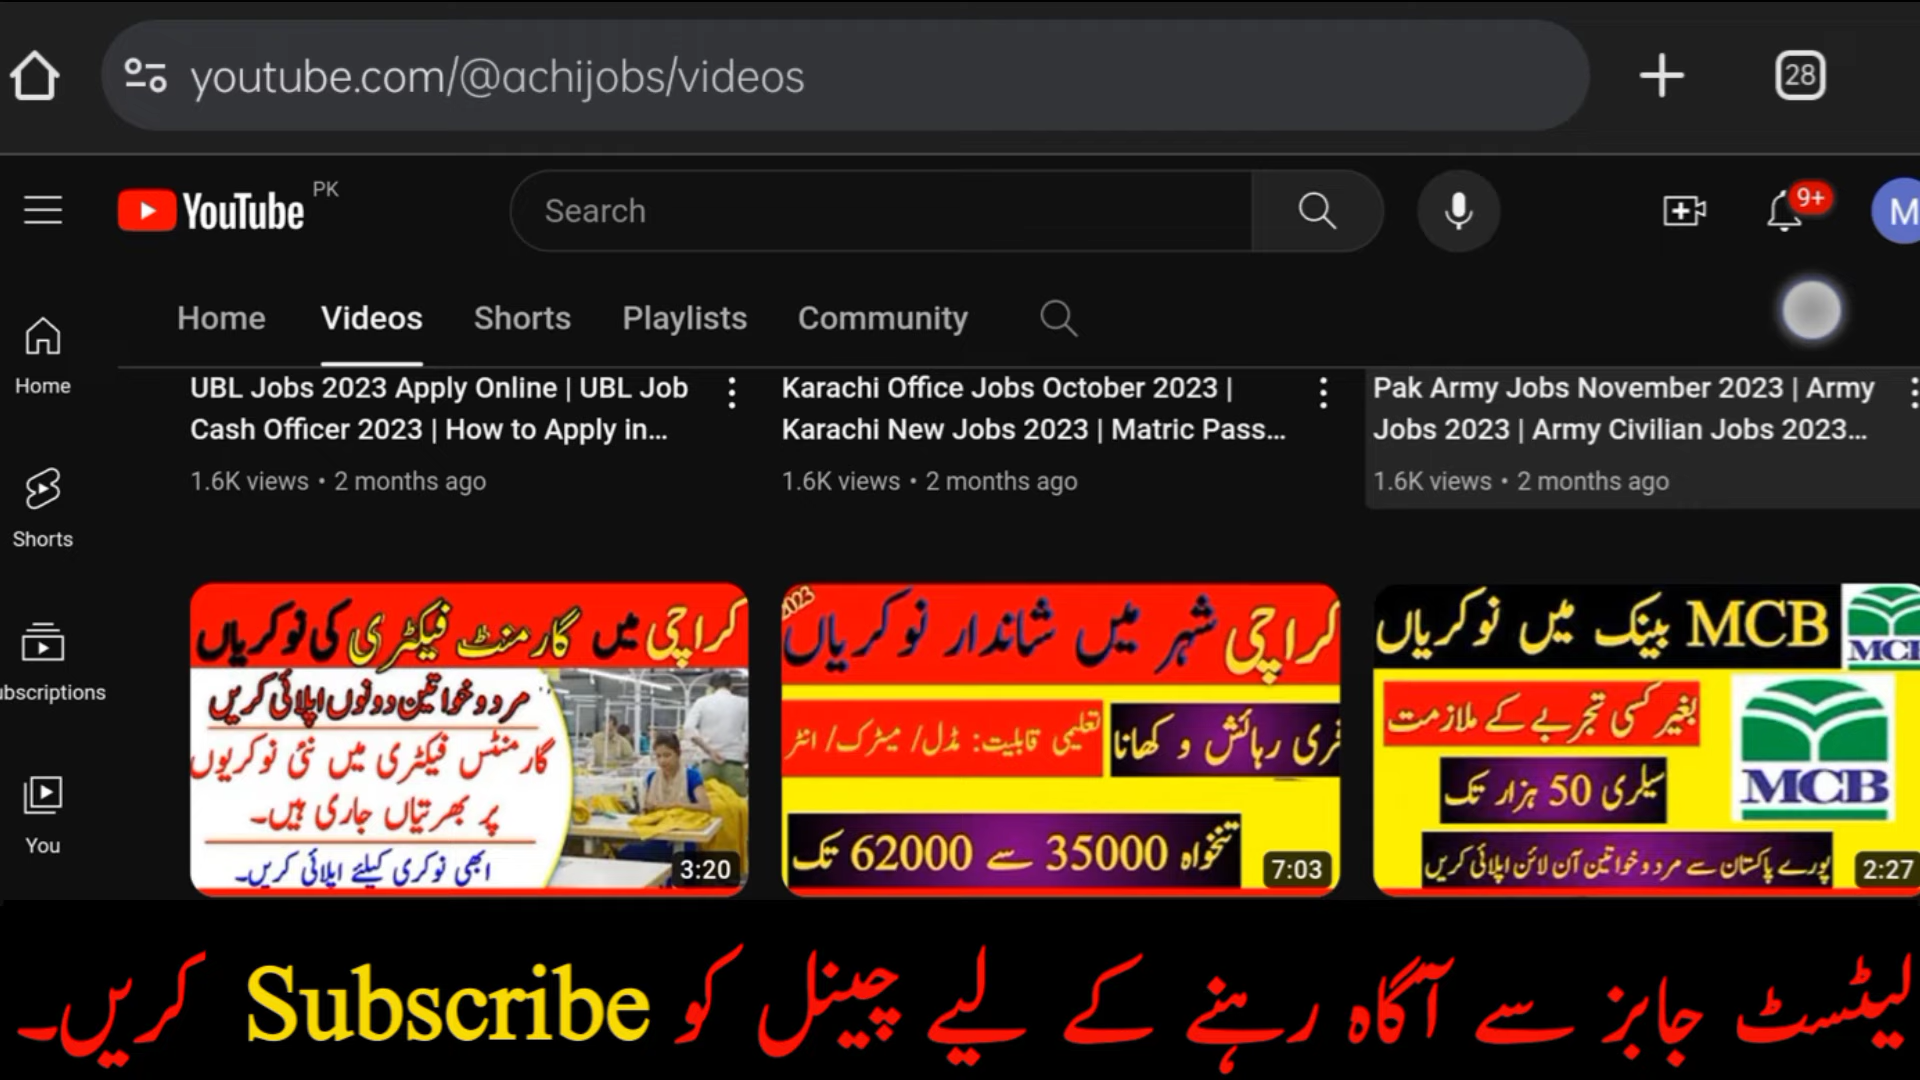 youtube.com/@achijobs/videos
28
YouTube PK
Search
9+
M
Home
Videos
Shorts
Playlists
Community
Home
Shorts
ubscriptions
You
UBL Jobs 2023 Apply Online | UBL Job
Cash Officer 2023 | How to Apply in...
1.6K views • 2 months ago
Karachi Office Jobs October 2023 |
Karachi New Jobs 2023 | Matric Pass...
1.6K views • 2 months ago
Pak Army Jobs November 2023 | Army
Jobs 2023 | Army Civilian Jobs 2023...
1.6K views • 2 months ago
کراچی میں گارمنٹ فیکٹری کی نوکریاں
مرد و خواتین دونوں اپلائی کریں
گارمنٹس فیکٹری میں نئی نوکریوں
پر بھرتیاں جاری ہیں۔
ابھی نوکری کیلئے اپلائی کریں۔
3:20
2023
کراچی شہر میں شاندار نوکریاں
تعلیمی قابلیت: مڈل/ میٹرک/ انٹر
فری رہائش و کھانا
تنخواہ 35000 سے 62000 تک
7:03
MCB بینک میں نوکریاں
MCB
بغیر کسی تجربے کے ملازمت
سیلری 50 ہزار تک
MCB
پورے پاکستان سے مرد و خواتین آن لائن اپلائی کریں
2:27
لیٹسٹ جابز سے آگاہ رہنے کے لیے چینل کو Subscribe کریں۔